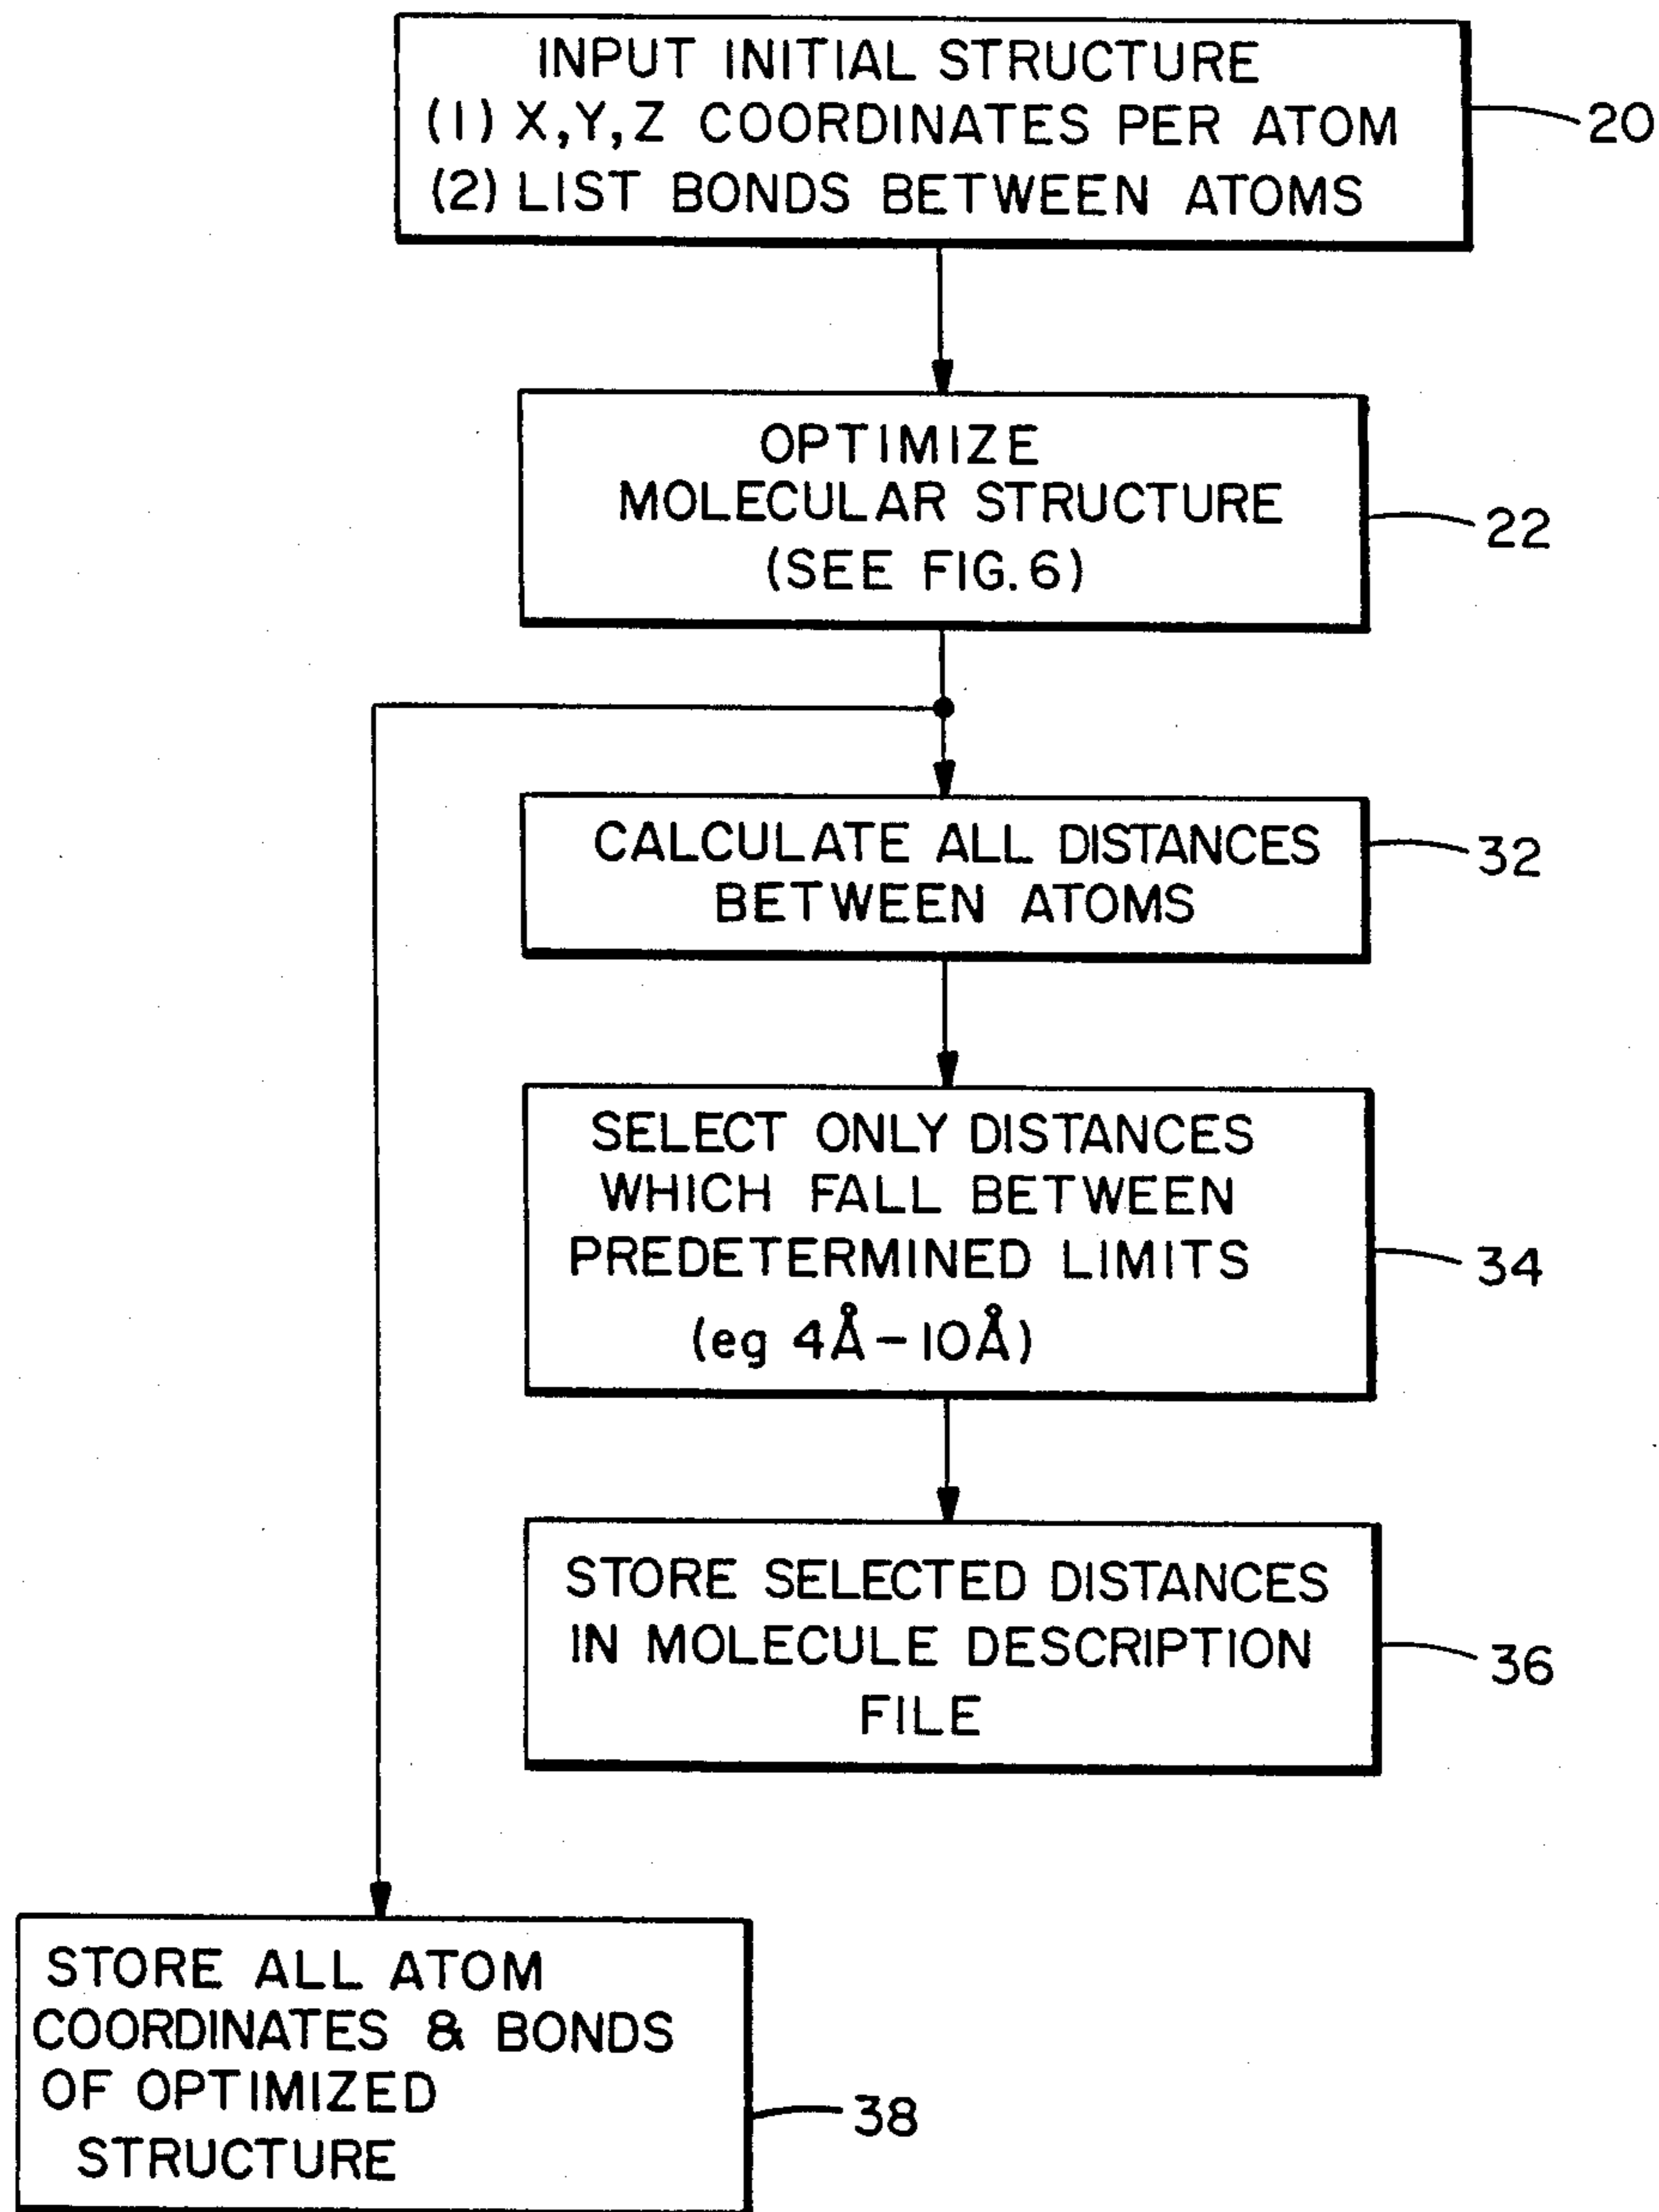 INPUT INITIAL STRUCTURE
(1) X,Y,Z COORDINATES PER ATOM
(2) LIST BONDS BETWEEN ATOMS
20
OPTIMIZE
MOLECULAR STRUCTURE
(SEE FIG.6)
22
CALCULATE ALL DISTANCES
BETWEEN ATOMS
32
SELECT ONLY DISTANCES
WHICH FALL BETWEEN
PREDETERMINED LIMITS
(eg 4Å-10Å)
34
STORE SELECTED DISTANCES
IN MOLECULE DESCRIPTION
FILE
36
STORE ALL ATOM
COORDINATES & BONDS
OF OPTIMIZED
STRUCTURE
38